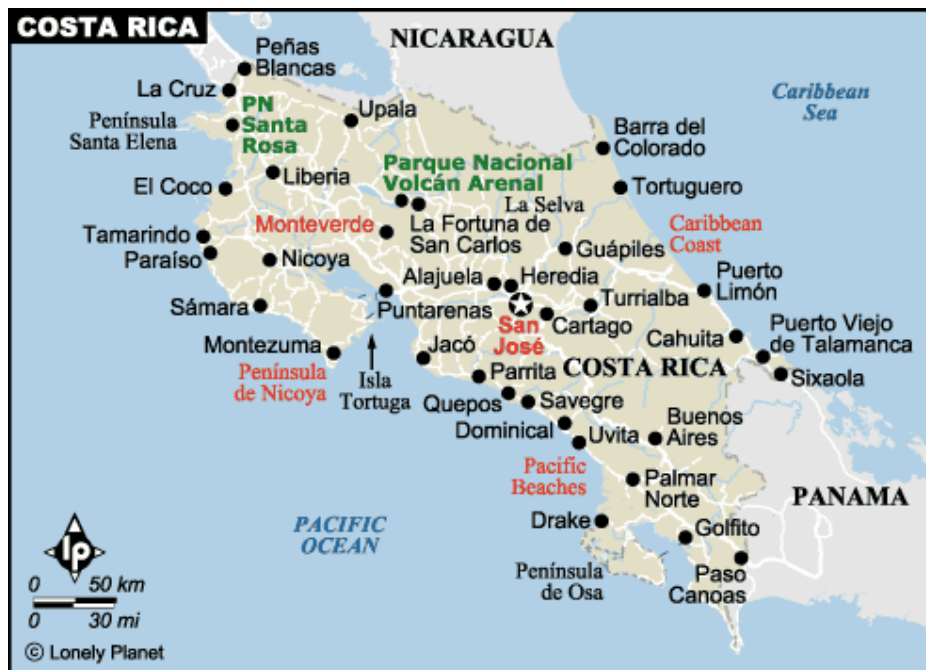 COSTA RICA
NICARAGUA
Peñas
Blancas
La Cruz
PN
Santa
Rosa
Upala
Caribbean
Sea
Península
Santa Elena
Barra del
Colorado
Parque Nacional
Volcán Arenal
Liberia
El Coco
La Selva
Tortuguero
Monteverde
La Fortuna de
San Carlos
Caribbean
Coast
Tamarindo
Paraíso
Nicoya
Guápiles
Alajuela
Heredia
Puerto
Limón
Sámara
Puntarenas
Turrialba
San
José
Cartago
Cahuita
Puerto Viejo
de Talamanca
Montezuma
Jacó
COSTA RICA
Península
de Nicoya
Isla
Tortuga
Parrita
Sixaola
Quepos
Savegre
Buenos
Aires
Dominical
Uvita
Pacific
Beaches
Palmar
Norte
PANAMA
PACIFIC
OCEAN
Drake
Golfito
Península
de Osa
Paso
Canoas
lp
0 50 km
0 30 mi
© Lonely Planet